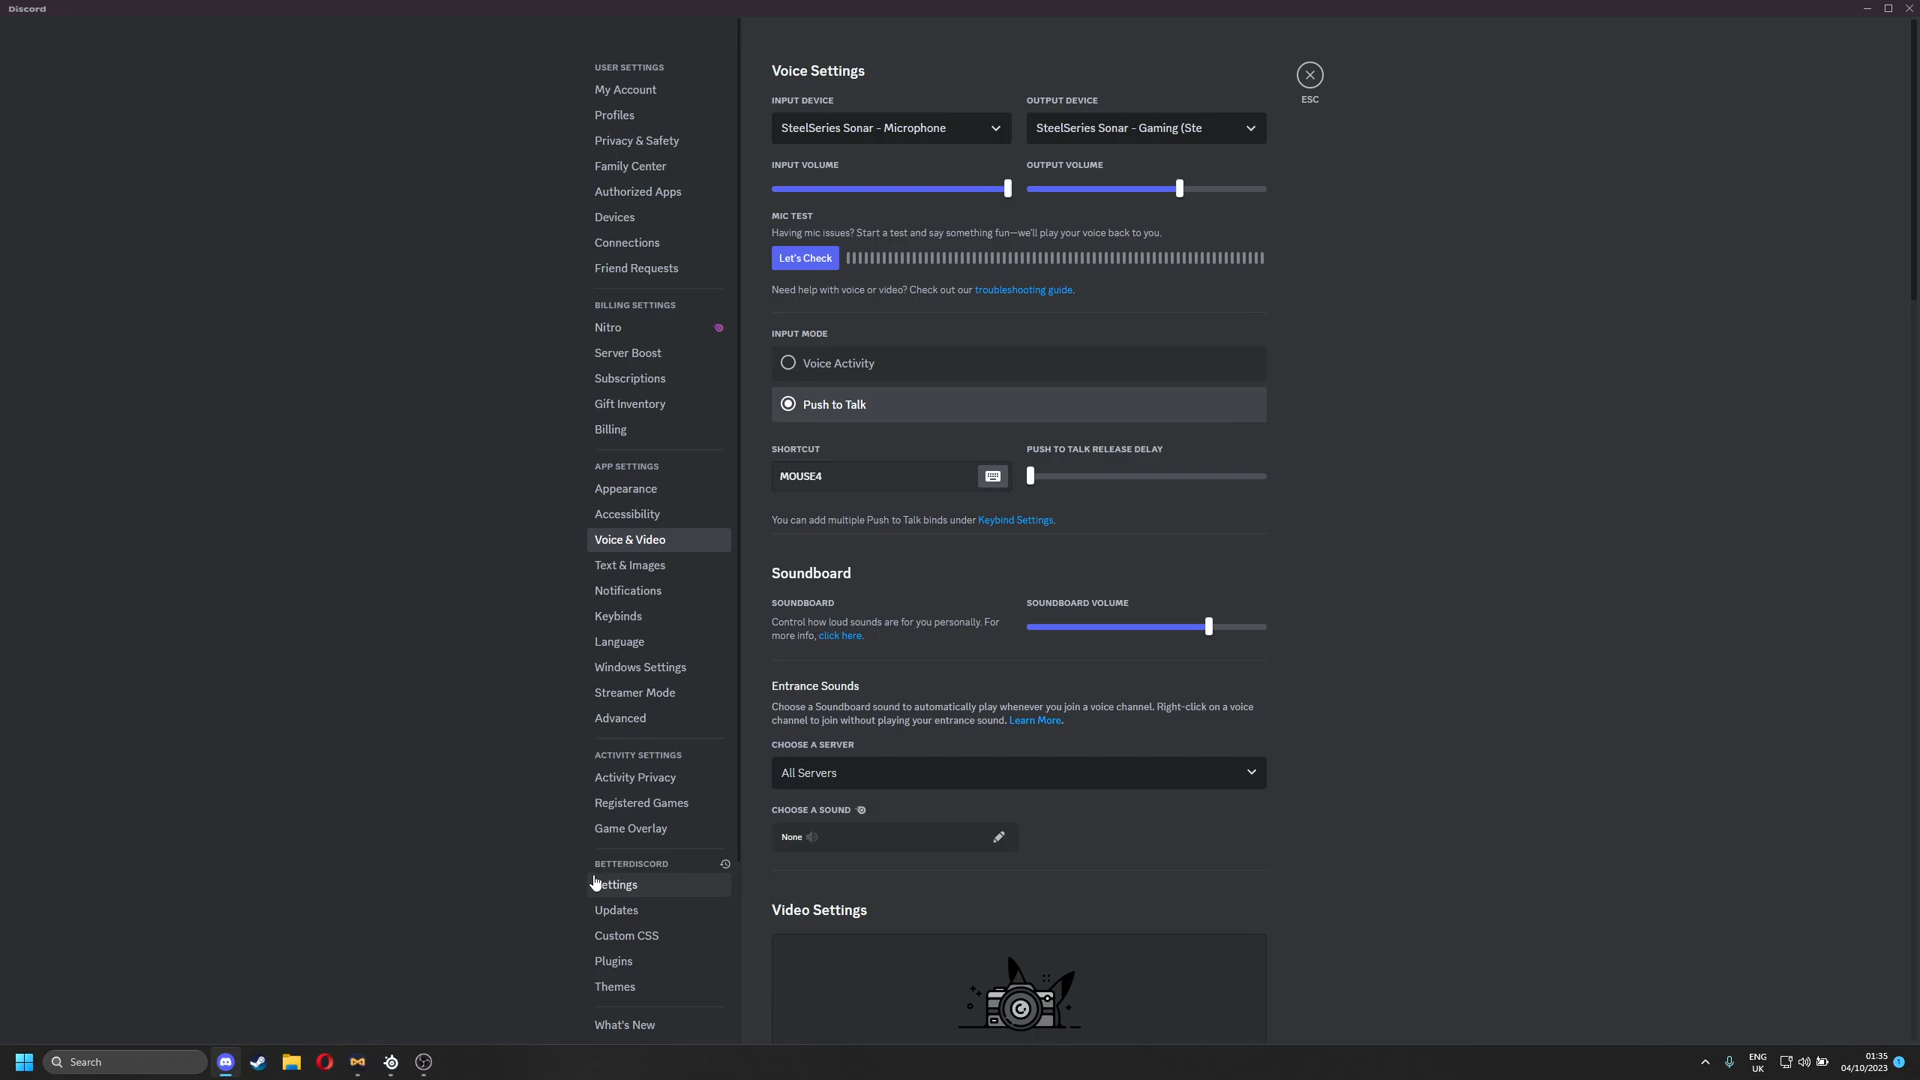 Discord
USER SETTINGS
My Account
Profiles
Privacy & Safety
Family Center
Authorized Apps
Devices
Connections
Friend Requests
BILLING SETTINGS
Nitro
Server Boost
Subscriptions
Gift Inventory
Billing
APP SETTINGS
Appearance
Accessibility
Voice & Video
Text & Images
Notifications
Keybinds
Language
Windows Settings
Streamer Mode
Advanced
ACTIVITY SETTINGS
Activity Privacy
Registered Games
Game Overlay
BETTERDISCORD
ettings
Updates
Custom CSS
Plugins
Themes
What's New
Voice Settings
ESC
INPUT DEVICE
OUTPUT DEVICE
SteelSeries Sonar - Microphone
SteelSeries Sonar - Gaming (Ste
INPUT VOLUME
OUTPUT VOLUME
MIC TEST
Having mic issues? Start a test and say something fun—we'll play your voice back to you.
Let's Check
Need help with voice or video? Check out our troubleshooting guide.
INPUT MODE
Voice Activity
Push to Talk
SHORTCUT
PUSH TO TALK RELEASE DELAY
MOUSE4
You can add multiple Push to Talk binds under Keybind Settings.
Soundboard
SOUNDBOARD
SOUNDBOARD VOLUME
Control how loud sounds are for you personally. For
more info, click here.
Entrance Sounds
Choose a Soundboard sound to automatically play whenever you join a voice channel. Right-click on a voice
channel to join without playing your entrance sound. Learn More.
CHOOSE A SERVER
All Servers
CHOOSE A SOUND
None
Video Settings
Search
ENG
UK
01:35
04/10/2023
1